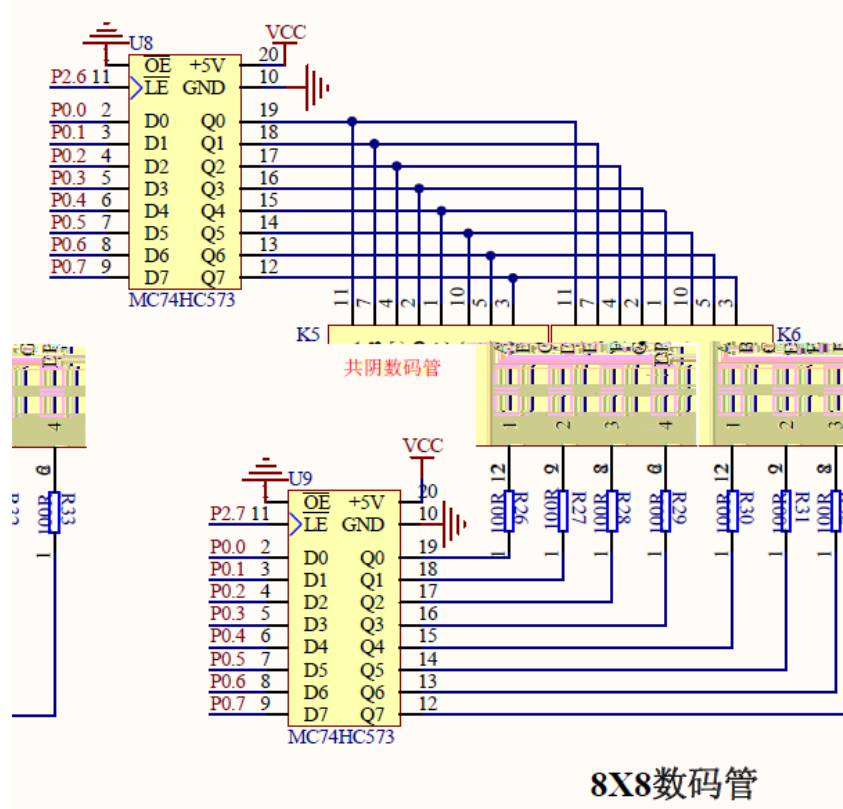 VCC
U8
1
OE +5V 20
P2.6 11 LE GND 10
P0.0 2 D0 Q0 19
P0.1 3 D1 Q1 18
P0.2 4 D2 Q2 17
P0.3 5 D3 Q3 16
P0.4 6 D4 Q4 15
P0.5 7 D5 Q5 14
P0.6 8 D6 Q6 13
P0.7 9 D7 Q7 12
MC74HC573
11 7 4 2 1 10 5 3 11 7 4 2 1 10 5 3
K5 K6
共阴数码管
4 1 2 3 4 1 2 3
VCC
U9
12 9 8 6 12 9 8
R33 R26 R27 R28 R29 R30 R31
1 1 1 1 1 1 1 1
OE +5V 20
P2.7 11 LE GND 10
P0.0 2 D0 Q0 19
P0.1 3 D1 Q1 18
P0.2 4 D2 Q2 17
P0.3 5 D3 Q3 16
P0.4 6 D4 Q4 15
P0.5 7 D5 Q5 14
P0.6 8 D6 Q6 13
P0.7 9 D7 Q7 12
MC74HC573
8X8数码管